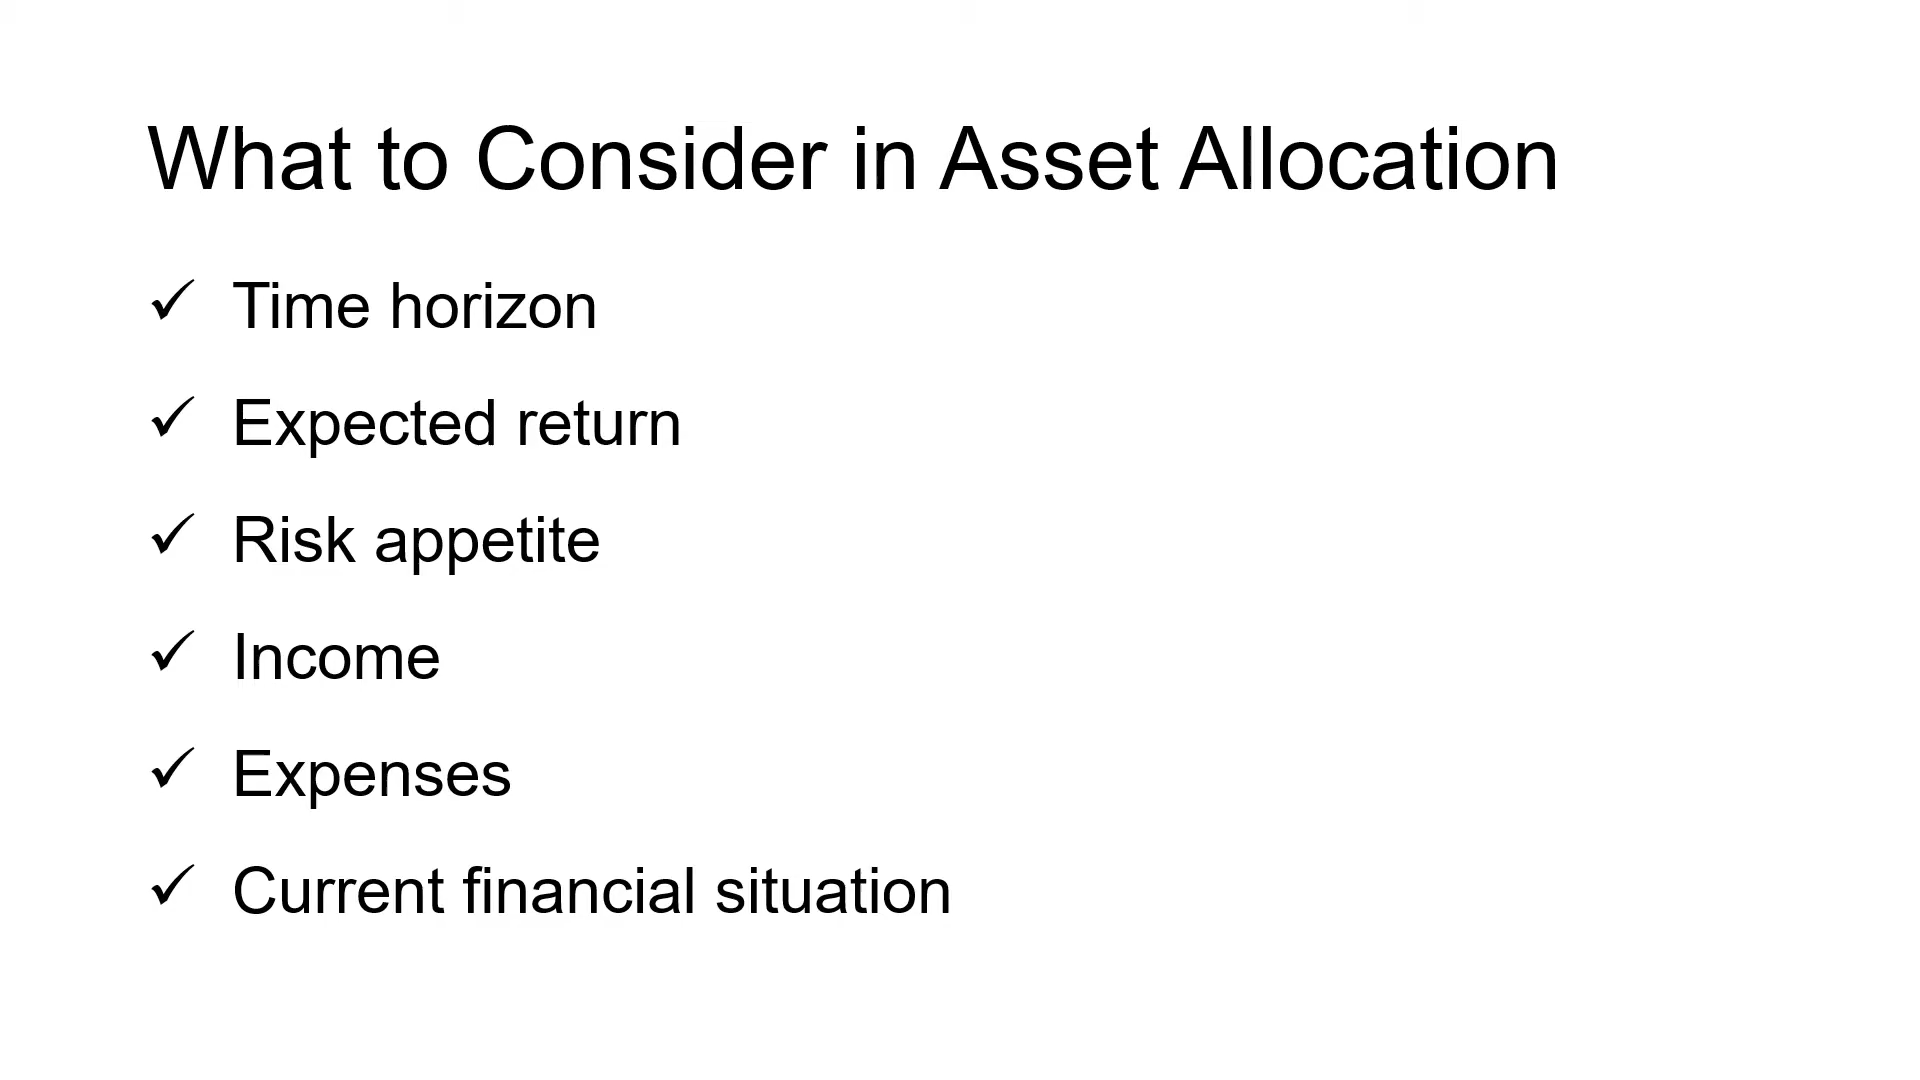 What to Consider in Asset Allocation
✓ Time horizon
✓ Expected return
✓ Risk appetite
✓ Income
✓ Expenses
✓ Current financial situation